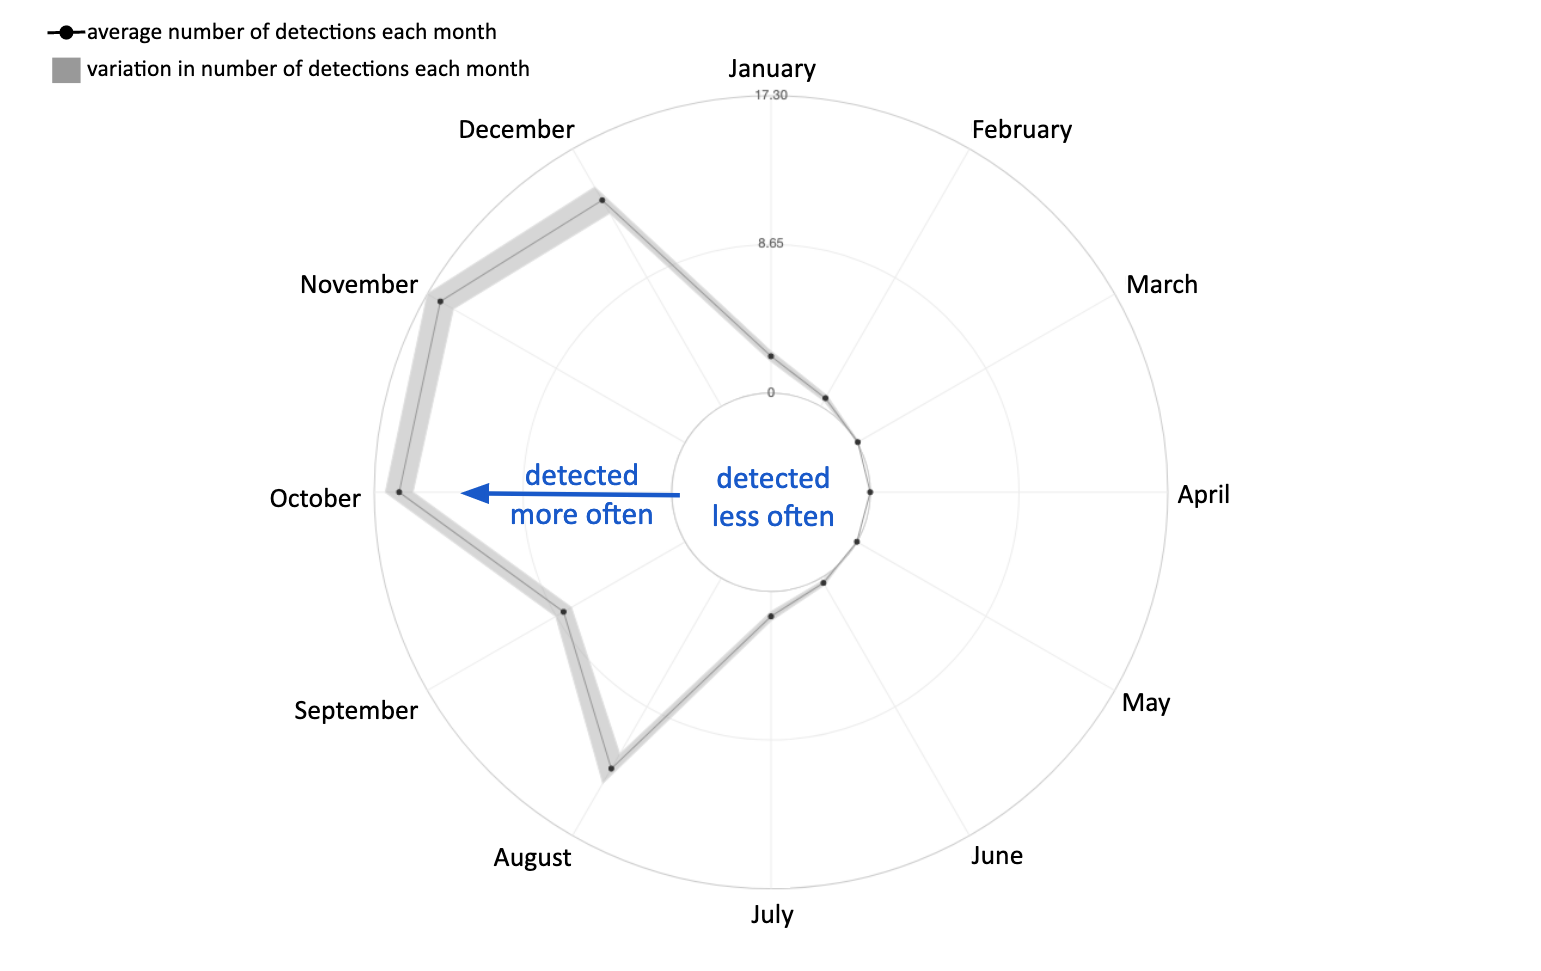 average number of detections each month
variation in number of detections each month
January
17.30
December
February
8.65
November
March
0
detected
more often
detected
less often
October
April
September
May
August
June
July